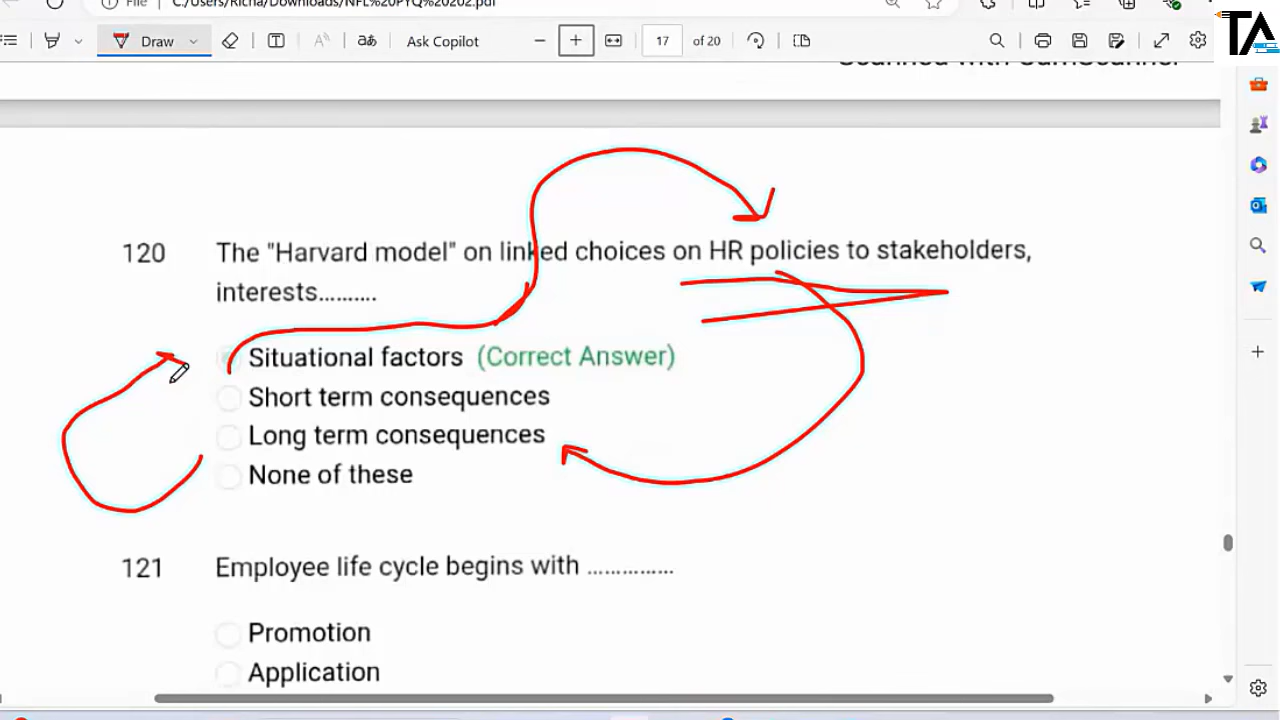 File
C:/Users/Richa/Downloads/NFL%20PYQ%202.pdf
Draw
Ask Copilot
17
of 20
TA
Scanned with CamScanner
120
The "Harvard model" on linked choices on HR policies to stakeholders,
interests..........
Situational factors (Correct Answer)
Short term consequences
Long term consequences
None of these
121
Employee life cycle begins with ...............
Promotion
Application